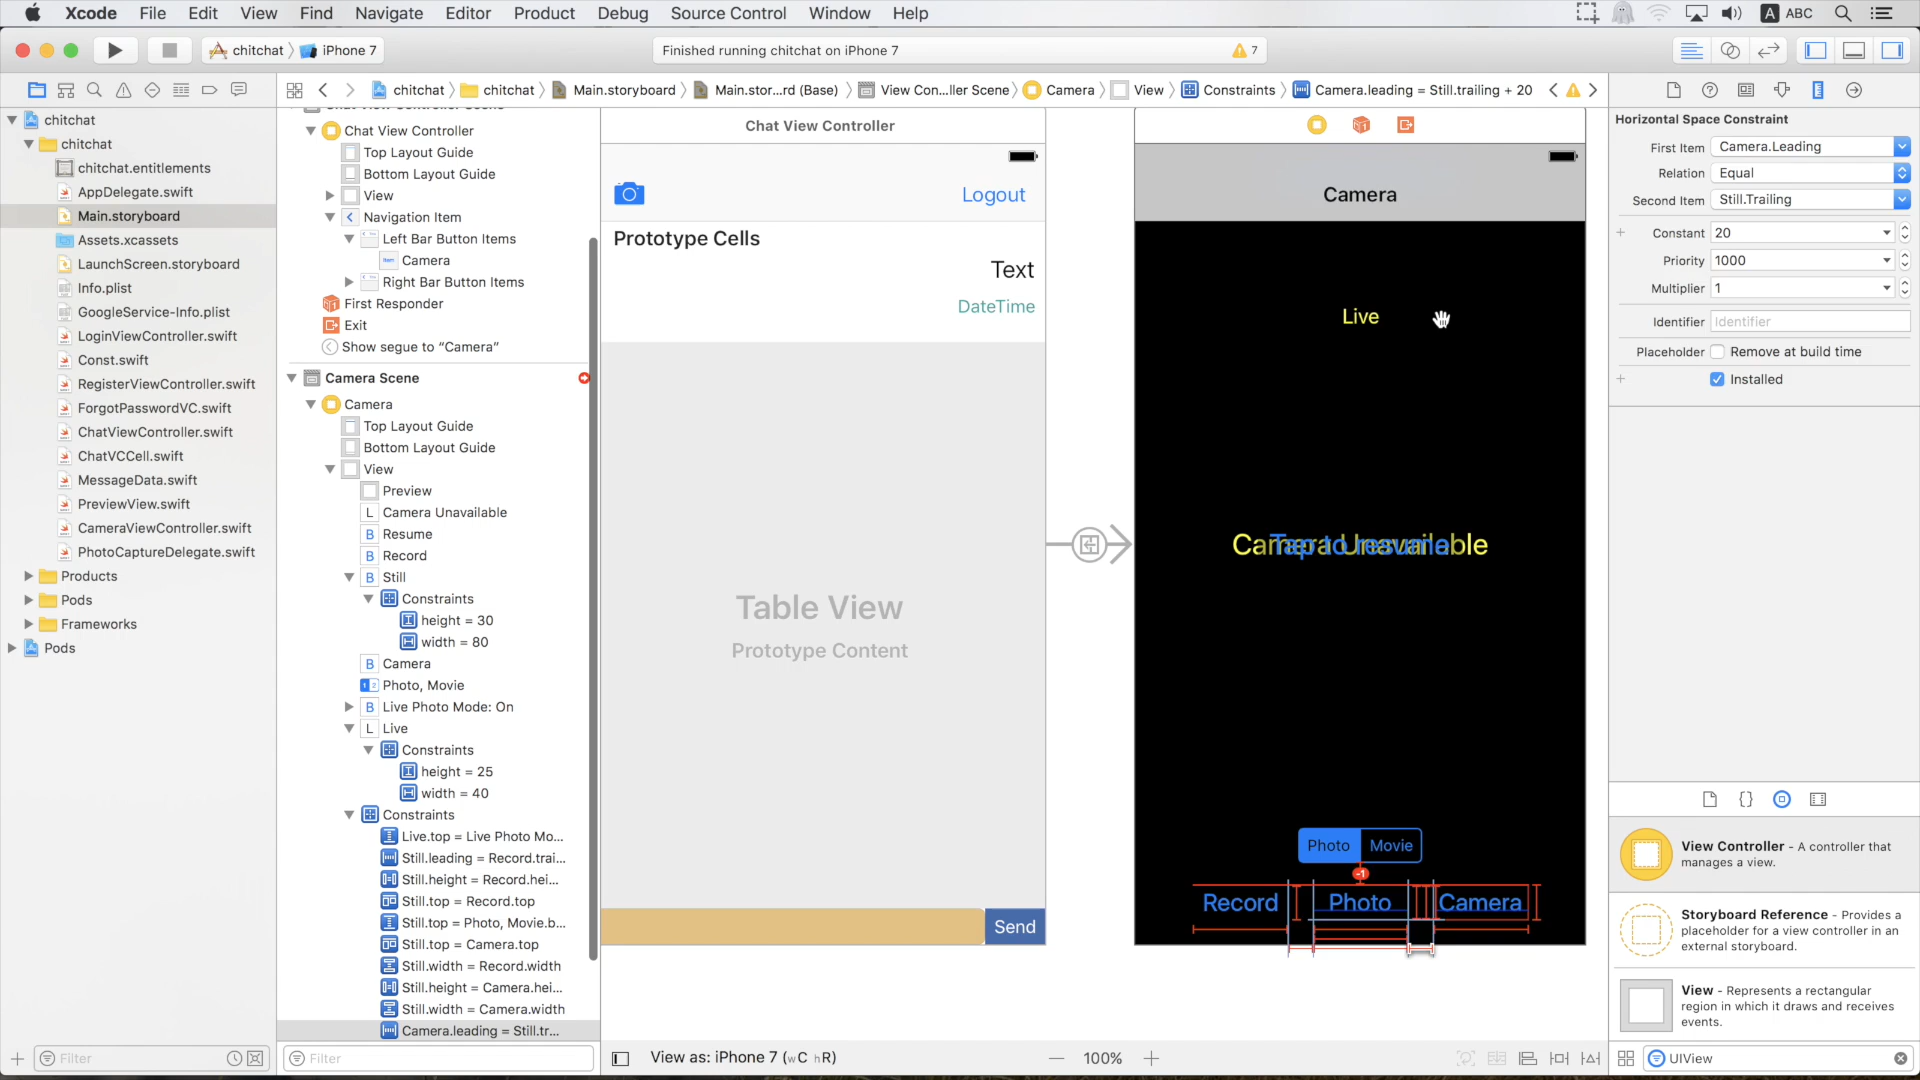 Xcode File Edit View Find Navigate Editor Product Debug Source Control Window Help
A ABC
chitchat iPhone 7
Finished running chitchat on iPhone 7
7
chitchat
chitchat
Main.storyboard
Main.stor...rd (Base)
View Con...ller Scene
Camera
View
Constraints
Camera.leading = Still.trailing + 20
chitchat
chitchat
chitchat.entitlements
AppDelegate.swift
Main.storyboard
Assets.xcassets
LaunchScreen.storyboard
Info.plist
GoogleService-Info.plist
LoginViewController.swift
Const.swift
RegisterViewController.swift
ForgotPasswordVC.swift
ChatViewController.swift
ChatVCCell.swift
MessageData.swift
PreviewView.swift
CameraViewController.swift
PhotoCaptureDelegate.swift
Products
Pods
Frameworks
Pods
Filter
Chat View Controller
Top Layout Guide
Bottom Layout Guide
View
Navigation Item
Left Bar Button Items
Item Camera
Right Bar Button Items
First Responder
Exit
Show segue to “Camera”
Camera Scene
Camera
Top Layout Guide
Bottom Layout Guide
View
Preview
L Camera Unavailable
B Resume
B Record
B Still
Constraints
height = 30
width = 80
B Camera
1 2 Photo, Movie
B Live Photo Mode: On
L Live
Constraints
height = 25
width = 40
Constraints
Live.top = Live Photo Mo...
Still.leading = Record.trai...
Still.height = Record.hei...
Still.top = Record.top
Still.top = Photo, Movie.b...
Still.top = Camera.top
Still.width = Record.width
Still.height = Camera.hei...
Still.width = Camera.width
Camera.leading = Still.tr...
Filter
Chat View Controller
Logout
Prototype Cells
Text
DateTime
Table View
Prototype Content
Send
Camera
Live
Camera Unavailable
Tap to resume
Photo Movie
-1
Record Photo Camera
View as: iPhone 7 (wC hR)
100%
Horizontal Space Constraint
First Item Camera.Leading
Relation Equal
Second Item Still.Trailing
Constant 20
Priority 1000
Multiplier 1
Identifier Identifier
Placeholder Remove at build time
Installed
View Controller - A controller that
manages a view.
Storyboard Reference - Provides a
placeholder for a view controller in an
external storyboard.
View - Represents a rectangular
region in which it draws and receives
events.
UIView